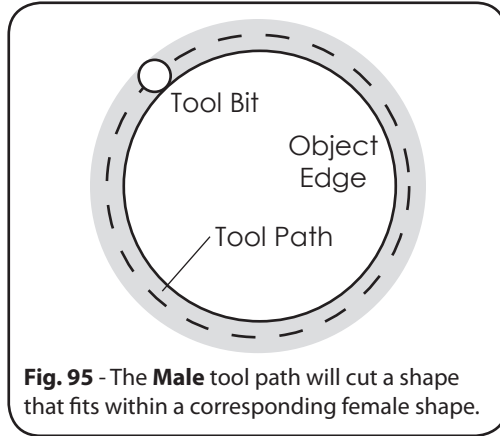 Tool Bit
Object
Edge
Tool Path
Fig. 95 - The Male tool path will cut a shape
that fits within a corresponding female shape.